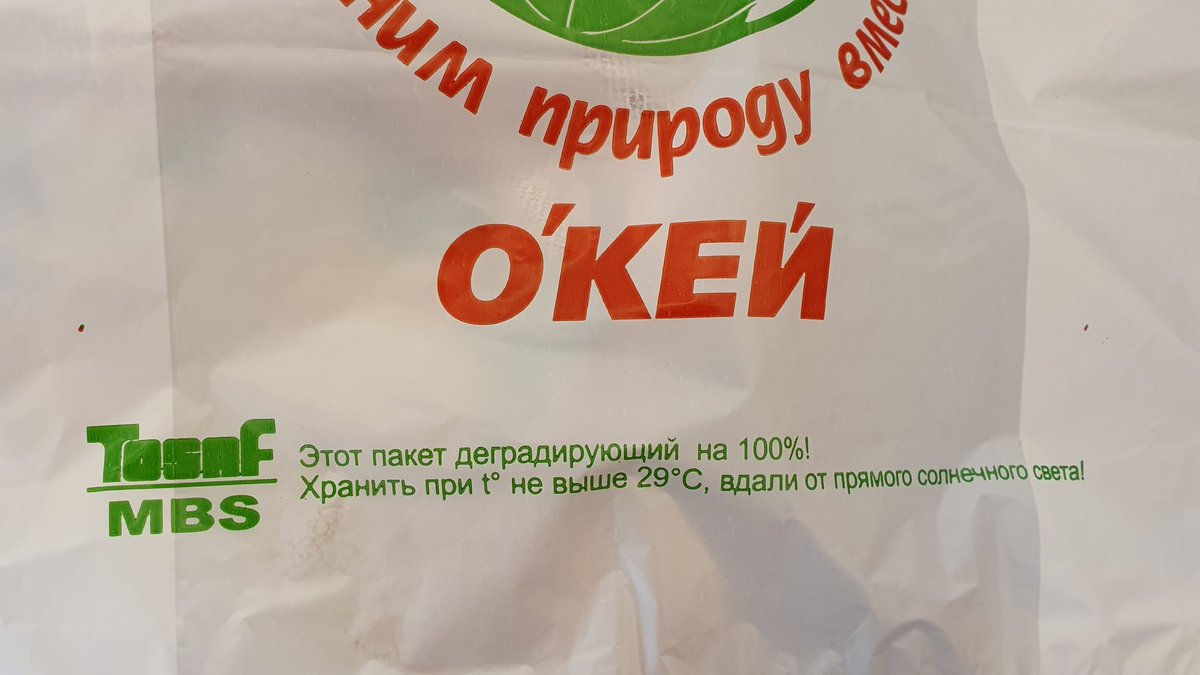 природу
О'КЕЙ
Tosaf
MBS
Этот пакет деградирующий на 100%!
Хранить при t° не выше 29°С, вдали от прямого солнечного света!